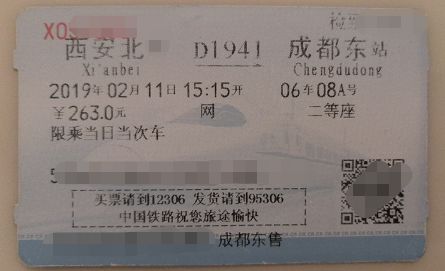 检
西安北 D1941 成都东站
Xi'anbei Chengdudong
2019年02月11日 15:15开 06车08A号
￥263.0元 网 二等座
限乘当日当次车
买票请到12306 发货请到95306
中国铁路祝您旅途愉快
成都东售